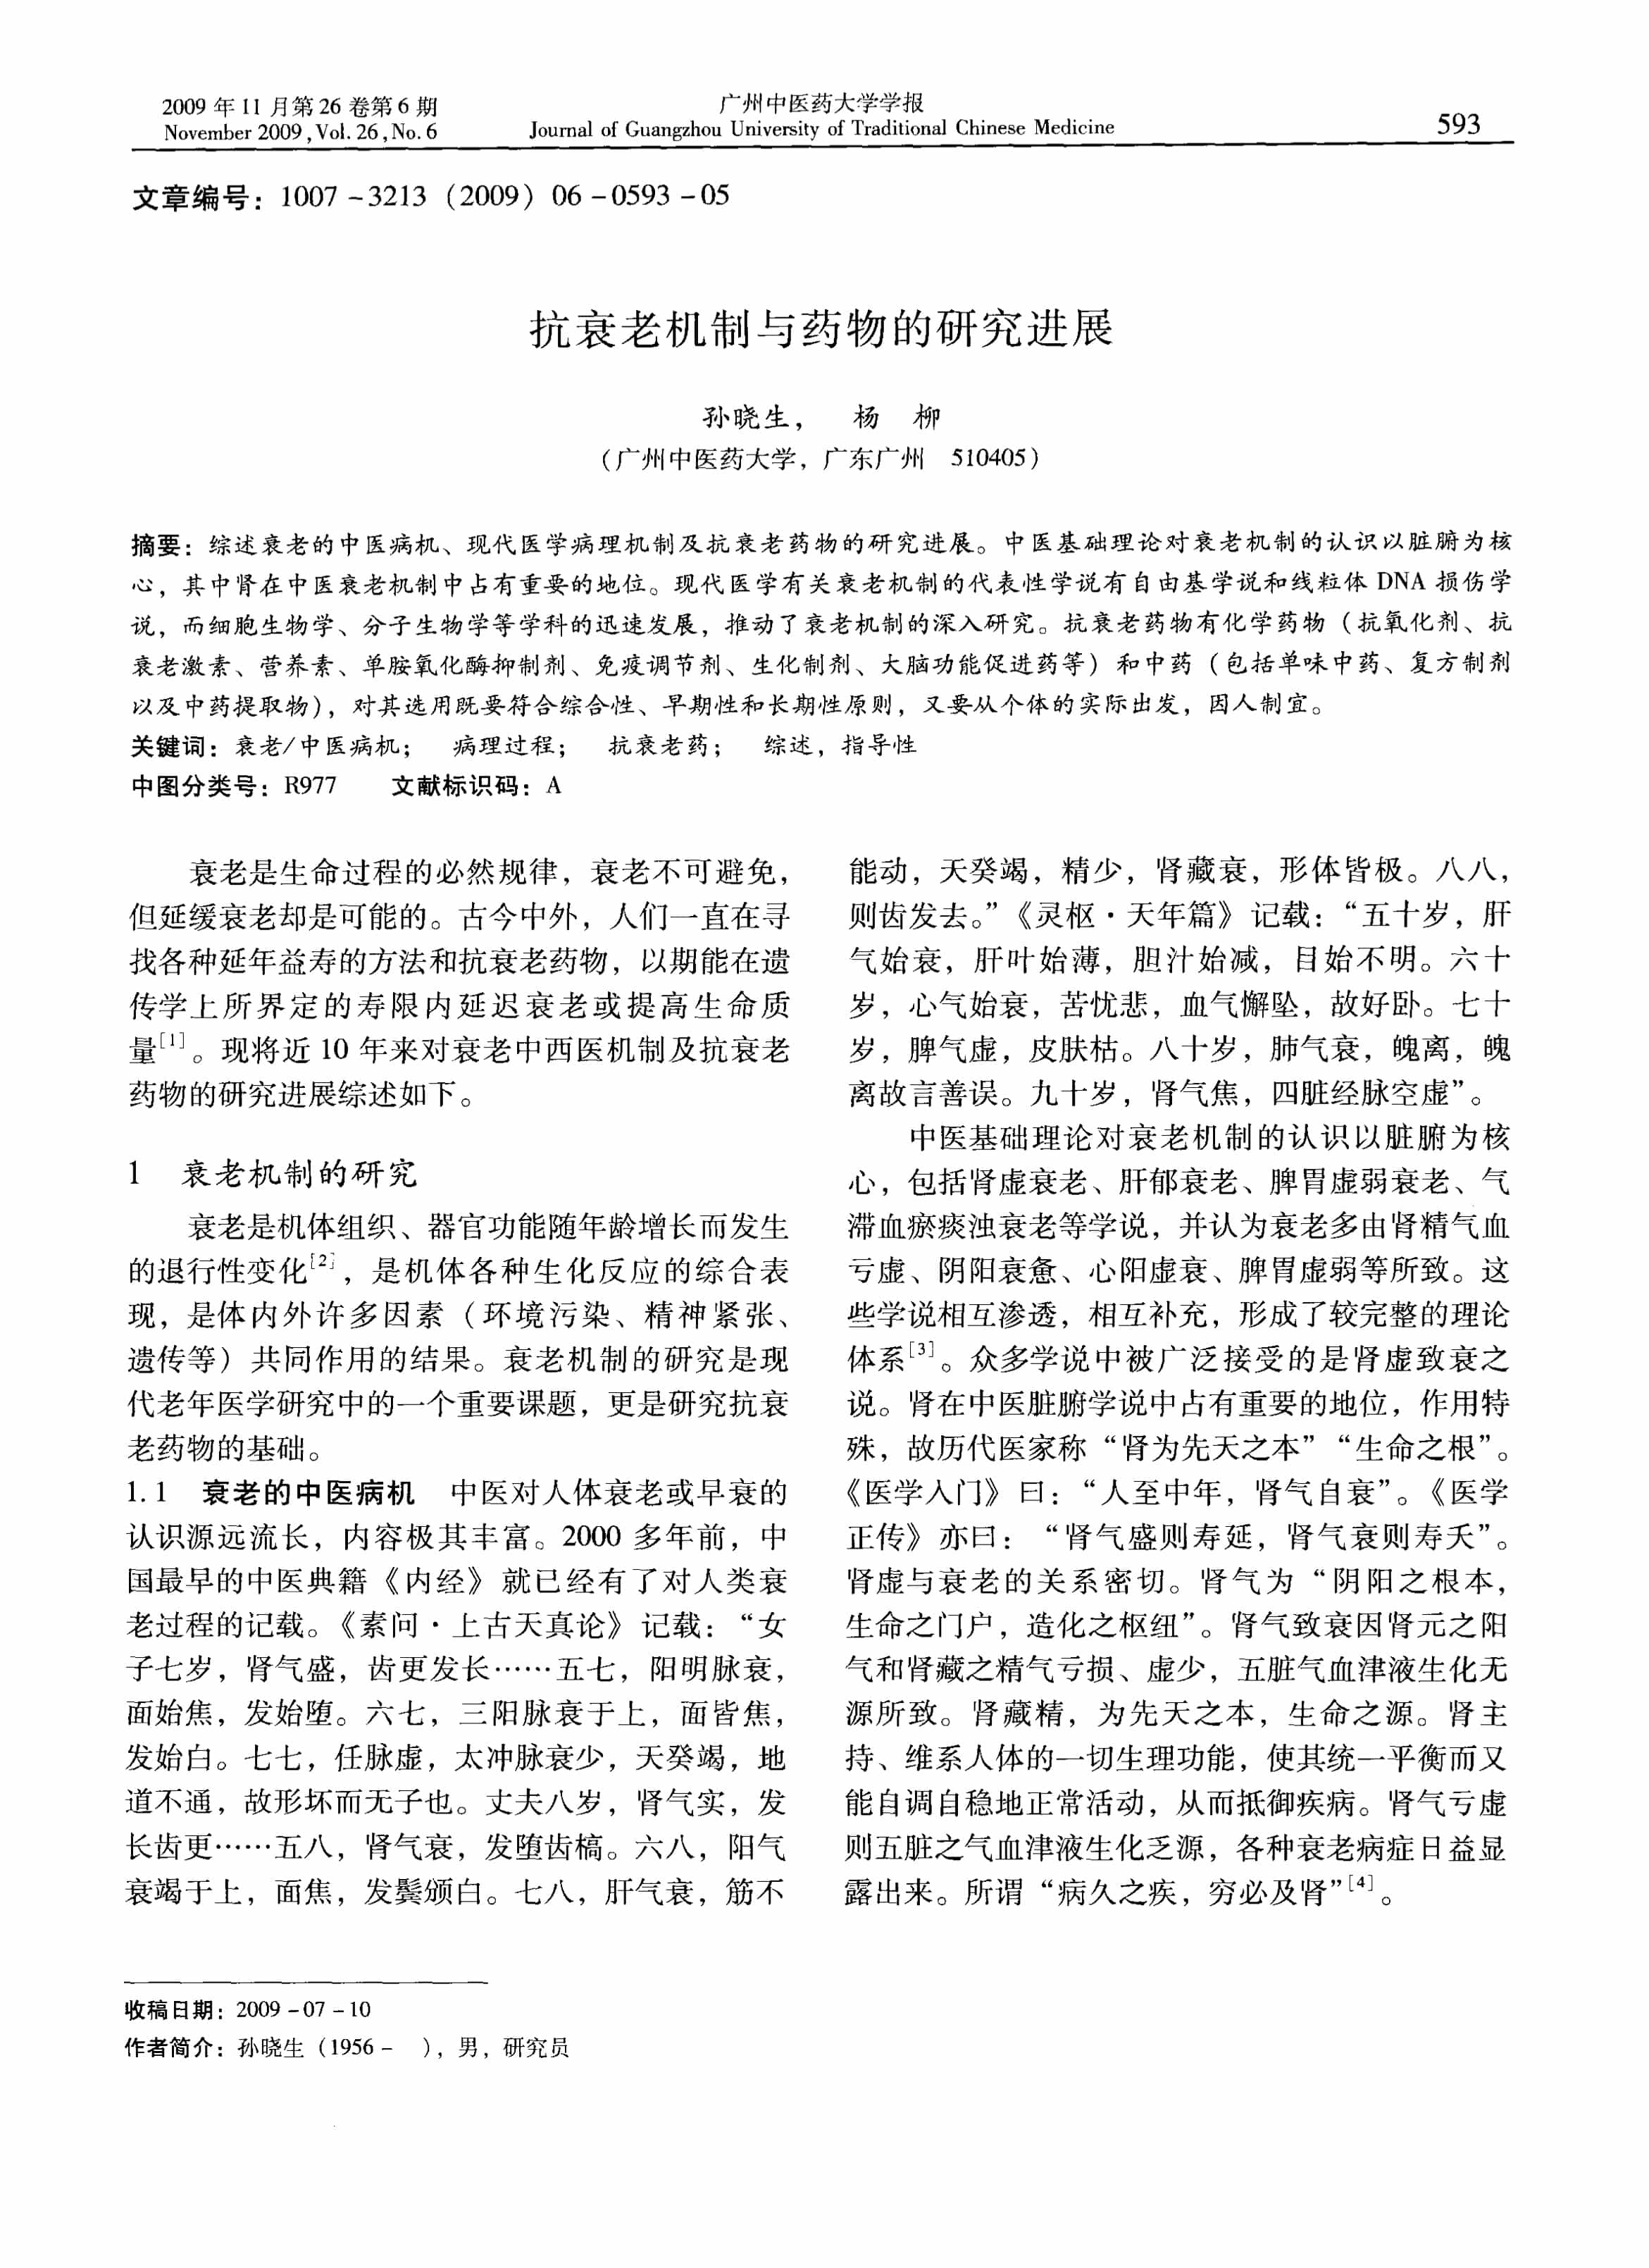 2009 年 11 月第 26 卷第 6 期
November 2009,Vol. 26,No. 6
广州中医药大学学报
Journal of Guangzhou University of Traditional Chinese Medicine
593
文章编号：1007 -3213 (2009) 06 -0593 -05
抗衰老机制与药物的研究进展
孙晓生， 杨 柳
(广州中医药大学，广东广州 510405)
摘要：综述衰老的中医病机、现代医学病理机制及抗衰老药物的研究进展。中医基础理论对衰老机制的认识以脏腑为核
心，其中肾在中医衰老机制中占有重要的地位。现代医学有关衰老机制的代表性学说有自由基学说和线粒体 DNA 损伤学
说，而细胞生物学、分子生物学等学科的迅速发展，推动了衰老机制的深入研究。抗衰老药物有化学药物（抗氧化剂、抗
衰老激素、营养素、单胺氧化酶抑制剂、免疫调节剂、生化制剂、大脑功能促进药等）和中药（包括单味中药、复方制剂
以及中药提取物），对其选用既要符合综合性、早期性和长期性原则，又要从个体的实际出发，因人制宜。
关键词：衰老/中医病机； 病理过程； 抗衰老药； 综述，指导性
中图分类号：R977 文献标识码：A
衰老是生命过程的必然规律，衰老不可避免，
但延缓衰老却是可能的。古今中外，人们一直在寻
找各种延年益寿的方法和抗衰老药物，以期能在遗
传学上所界定的寿限内延迟衰老或提高生命质
量[1]。现将近 10 年来对衰老中西医机制及抗衰老
药物的研究进展综述如下。
1 衰老机制的研究
衰老是机体组织、器官功能随年龄增长而发生
的退行性变化[2]，是机体各种生化反应的综合表
现，是体内外许多因素（环境污染、精神紧张、
遗传等）共同作用的结果。衰老机制的研究是现
代老年医学研究中的一个重要课题，更是研究抗衰
老药物的基础。
1.1 衰老的中医病机 中医对人体衰老或早衰的
认识源远流长，内容极其丰富。2000 多年前，中
国最早的中医典籍《内经》就已经有了对人类衰
老过程的记载。《素问·上古天真论》记载：“女
子七岁，肾气盛，齿更发长……五七，阳明脉衰，
面始焦，发始堕。六七，三阳脉衰于上，面皆焦，
发始白。七七，任脉虚，太冲脉衰少，天癸竭，地
道不通，故形坏而无子也。丈夫八岁，肾气实，发
长齿更……五八，肾气衰，发堕齿槁。六八，阳气
衰竭于上，面焦，发鬓颁白。七八，肝气衰，筋不
能动，天癸竭，精少，肾藏衰，形体皆极。八八，
则齿发去。”《灵枢·天年篇》记载：“五十岁，肝
气始衰，肝叶始薄，胆汁始减，目始不明。六十
岁，心气始衰，苦忧悲，血气懈坠，故好卧。七十
岁，脾气虚，皮肤枯。八十岁，肺气衰，魄离，魄
离故言善误。九十岁，肾气焦，四脏经脉空虚”。
中医基础理论对衰老机制的认识以脏腑为核
心，包括肾虚衰老、肝郁衰老、脾胃虚弱衰老、气
滞血瘀痰浊衰老等学说，并认为衰老多由肾精气血
亏虚、阴阳衰惫、心阳虚衰、脾胃虚弱等所致。这
些学说相互渗透，相互补充，形成了较完整的理论
体系[3]。众多学说中被广泛接受的是肾虚致衰之
说。肾在中医脏腑学说中占有重要的地位，作用特
殊，故历代医家称“肾为先天之本”“生命之根”。
《医学入门》曰：“人至中年，肾气自衰”。《医学
正传》亦曰：“肾气盛则寿延，肾气衰则寿夭”。
肾虚与衰老的关系密切。肾气为“阴阳之根本，
生命之门户，造化之枢纽”。肾气致衰因肾元之阳
气和肾藏之精气亏损、虚少，五脏气血津液生化无
源所致。肾藏精，为先天之本，生命之源。肾主
持、维系人体的一切生理功能，使其统一平衡而又
能自调自稳地正常活动，从而抵御疾病。肾气亏虚
则五脏之气血津液生化乏源，各种衰老病症日益显
露出来。所谓“病久之疾，穷必及肾”[4]。
收稿日期：2009 -07 -10
作者简介：孙晓生（1956 - ），男，研究员